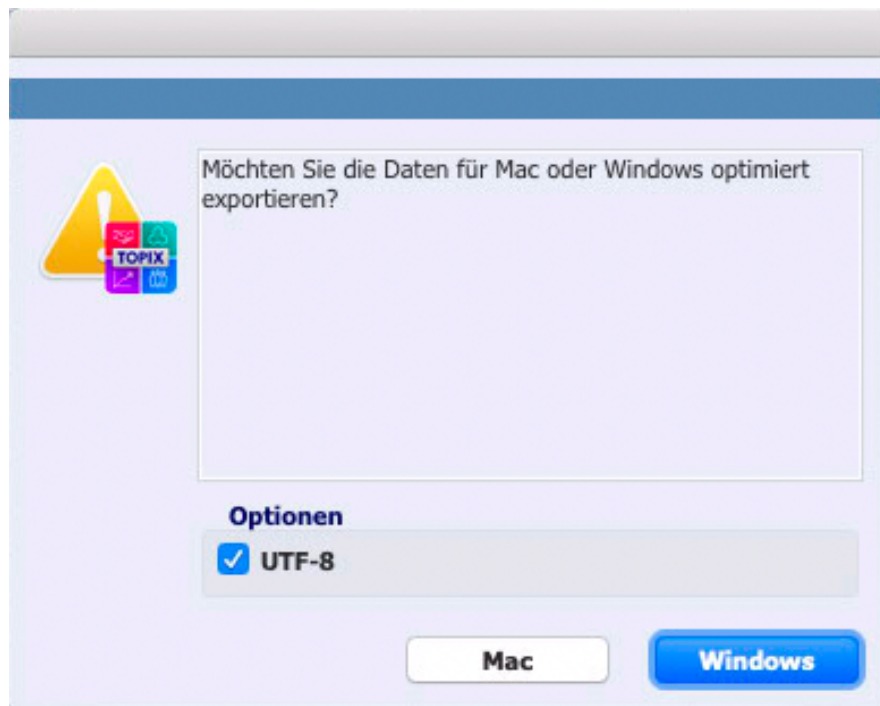 Möchten Sie die Daten für Mac oder Windows optimiert
exportieren?
TOPIX
Optionen
UTF-8
Mac
Windows